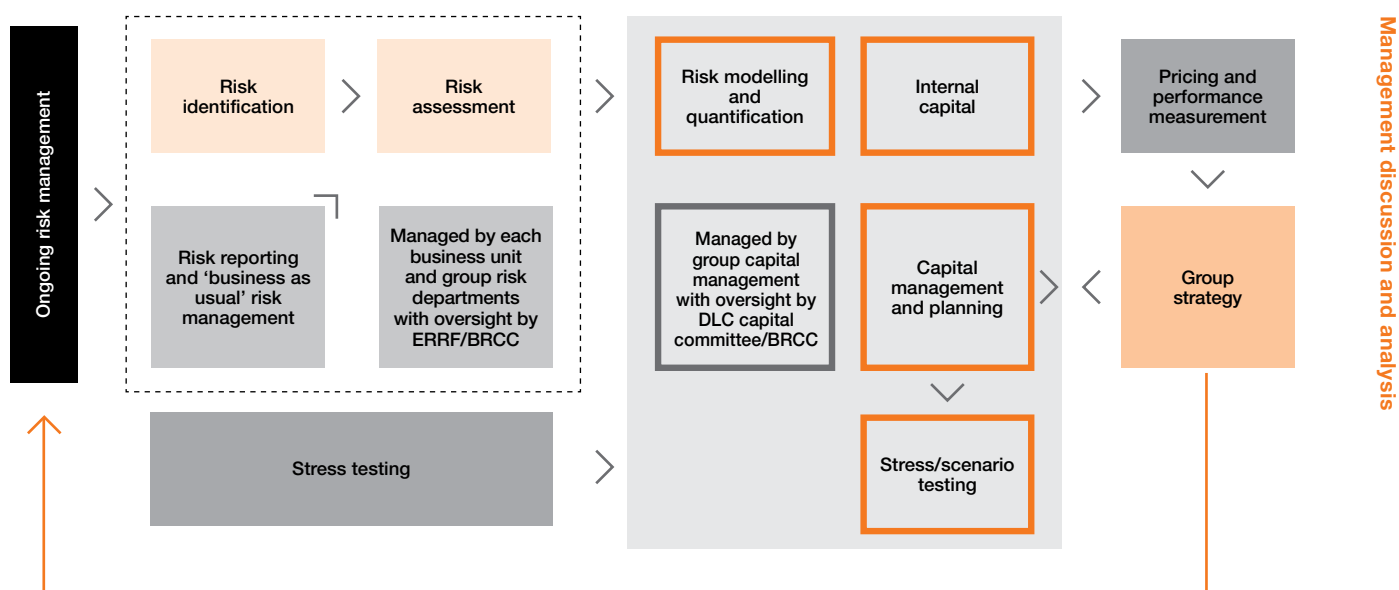 Ongoing risk management
Risk
identification
Risk
assessment
Risk reporting
and ‘business as
usual’ risk
management
Managed by each
business unit
and group risk
departments
with oversight by
ERRF/BRCC
Stress testing
Risk modelling
and
quantification
Internal
capital
Managed by
group capital
management
with oversight by
DLC capital
committee/BRCC
Capital
management
and planning
Stress/scenario
testing
Pricing and
performance
measurement
Group
strategy
Management discussion and analysis